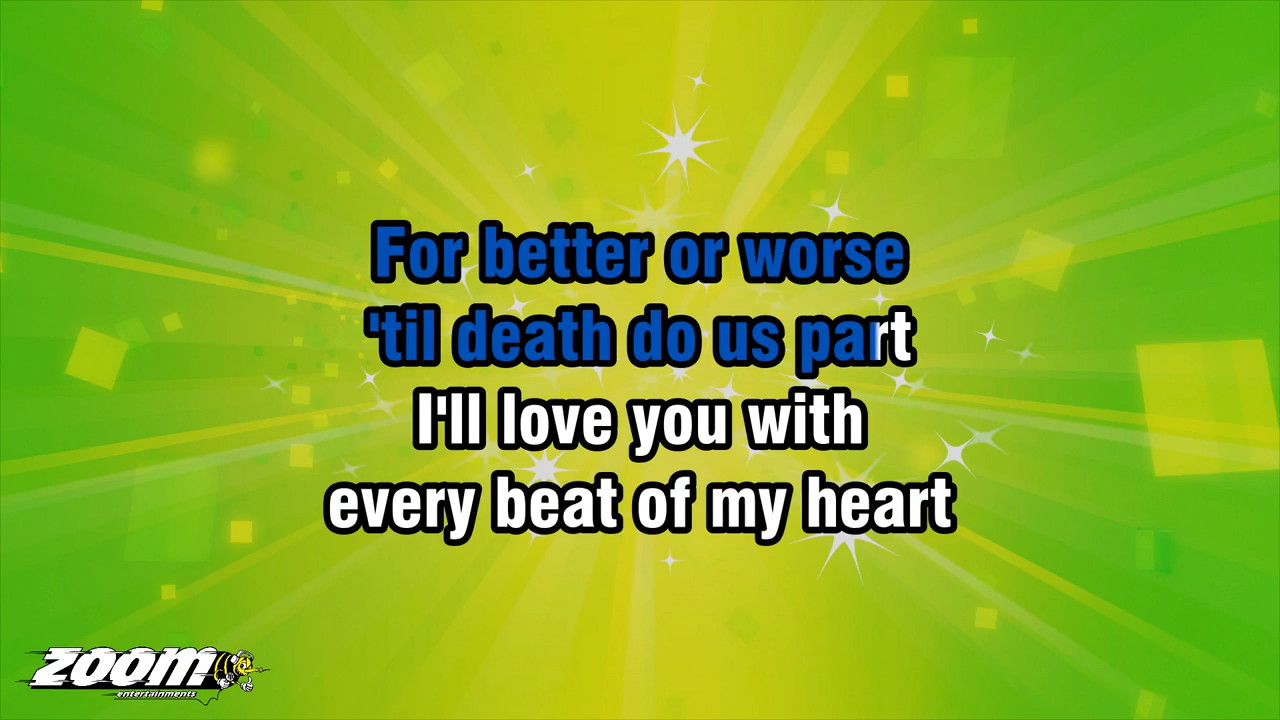 For better or worse
'til death do us part
I'll love you with
every beat of my heart
zoom
entertainments